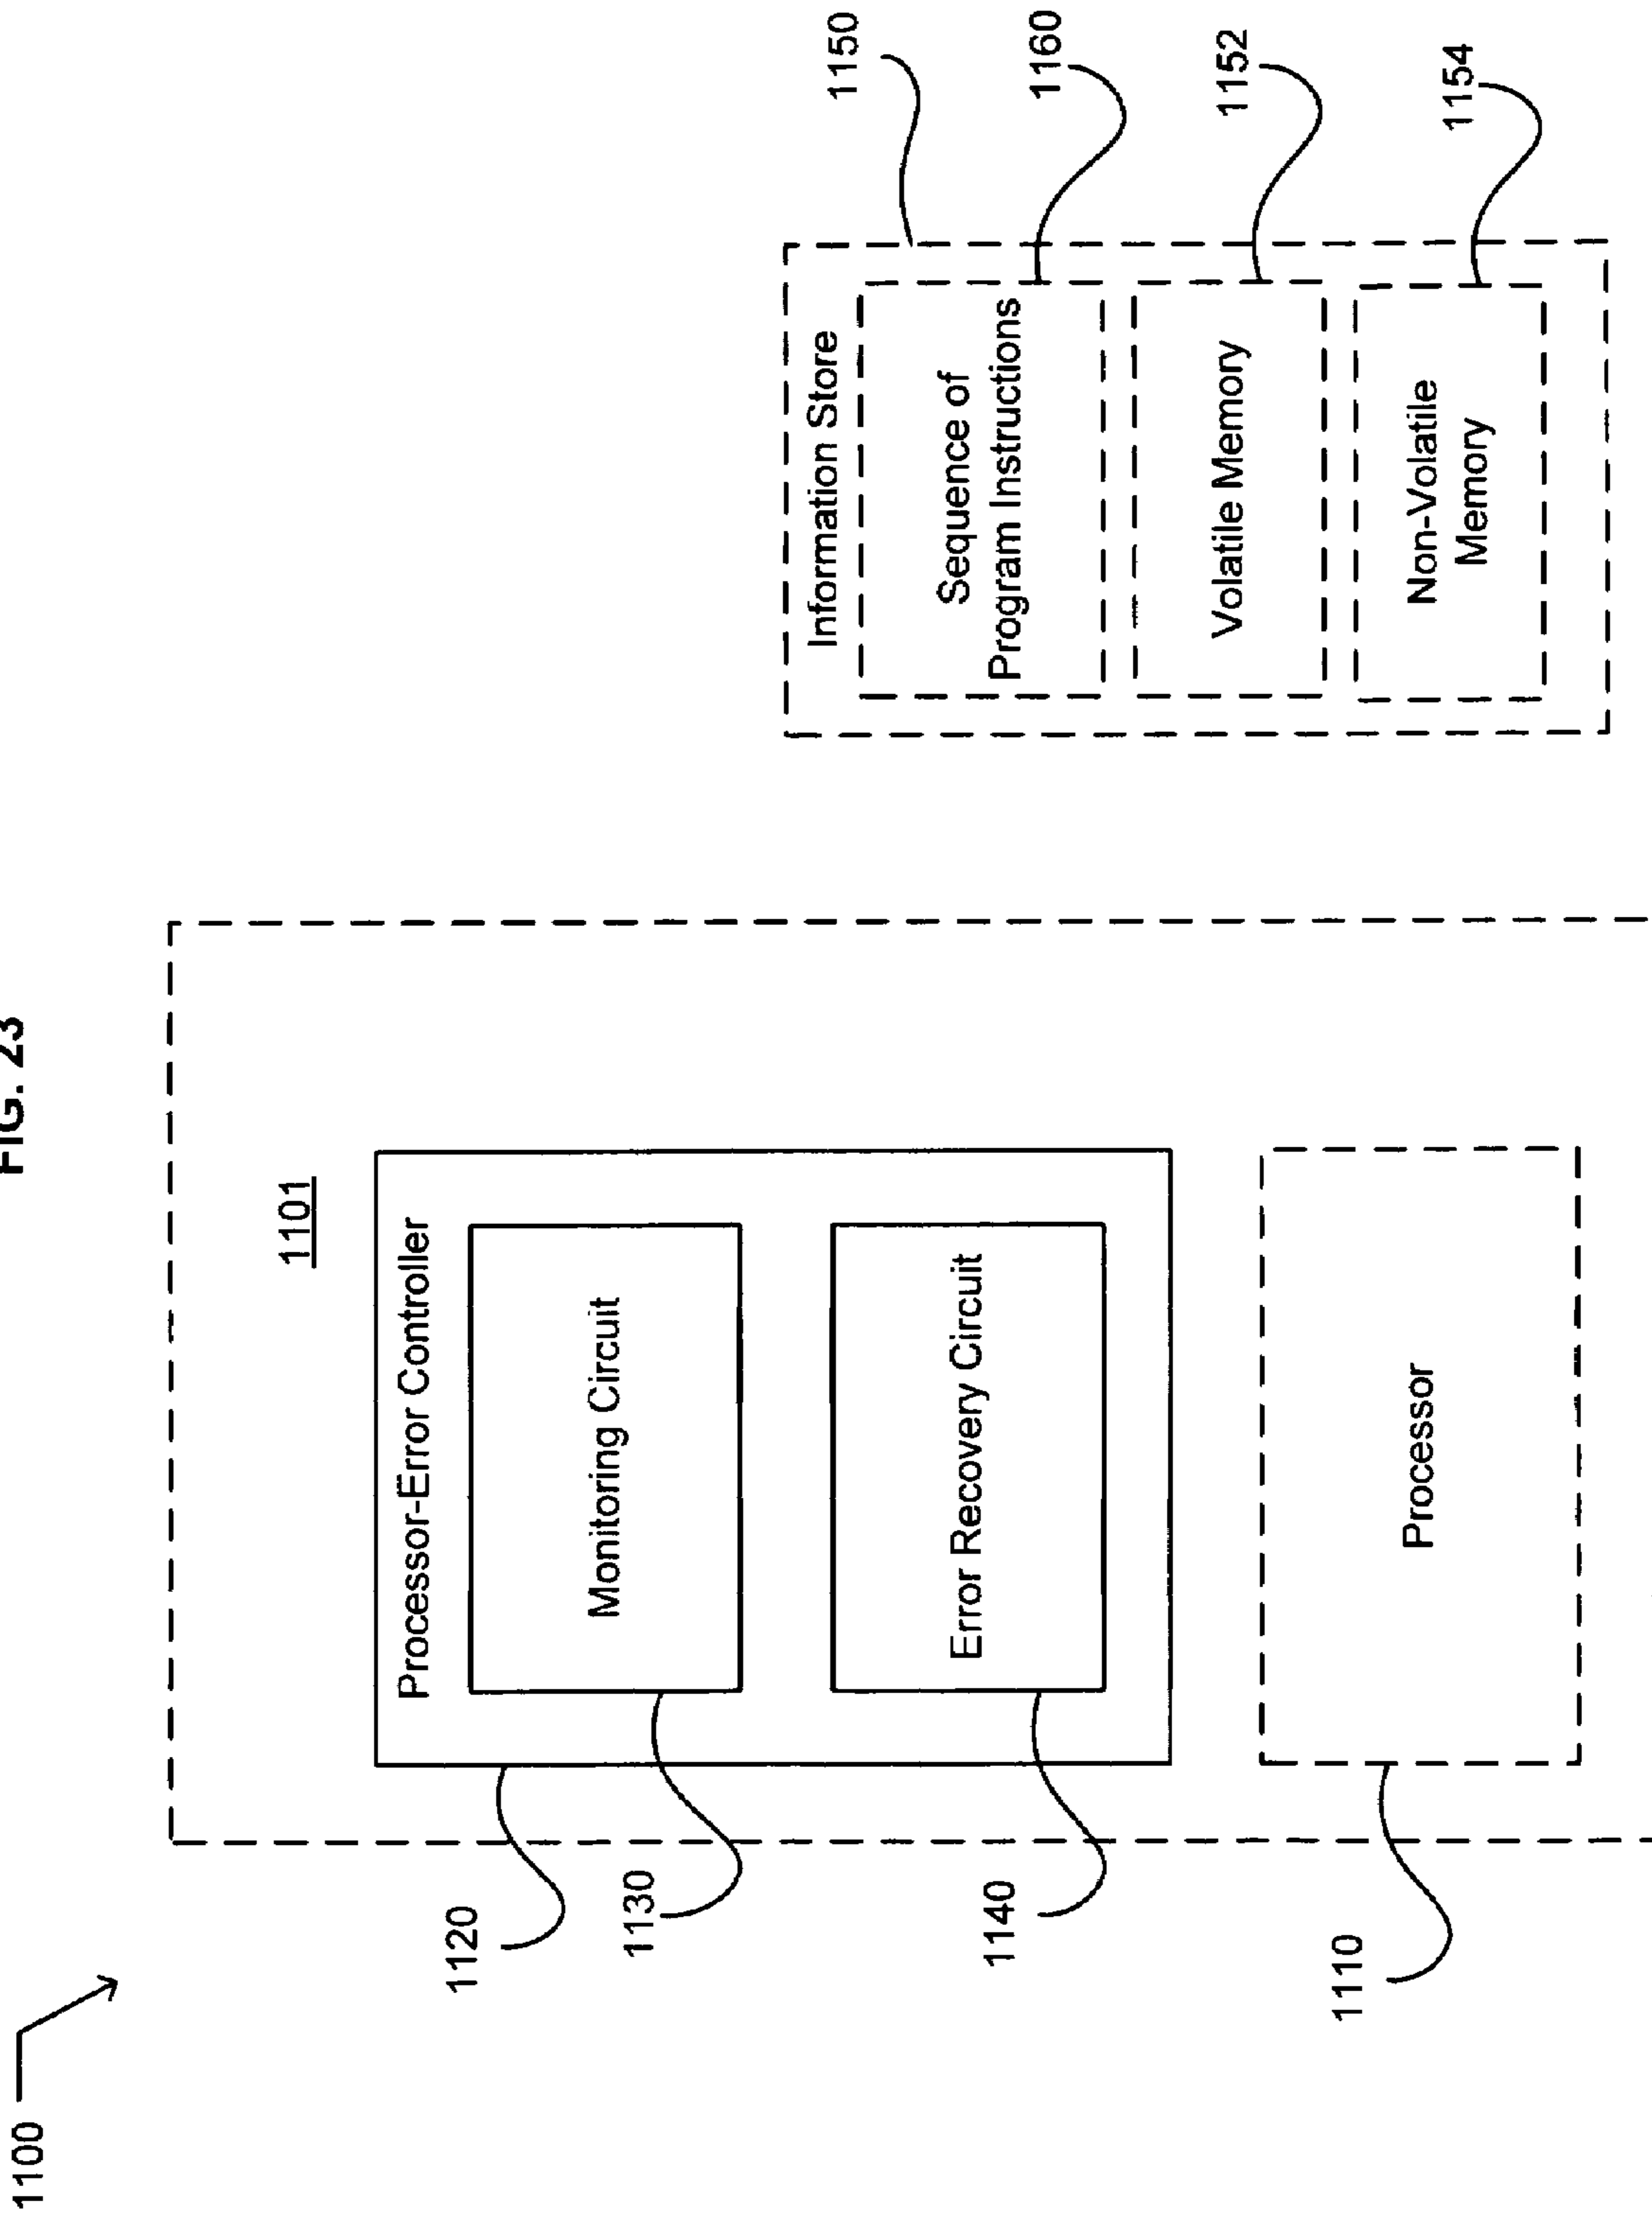 FIG. 23
1100
1101
1120
Processor-Error Controller
1130
Monitoring Circuit
1140
Error Recovery Circuit
1110
Processor
Information Store
1150
Sequence of
Program Instructions
1160
Volatile Memory
1152
Non-Volatile
Memory
1154